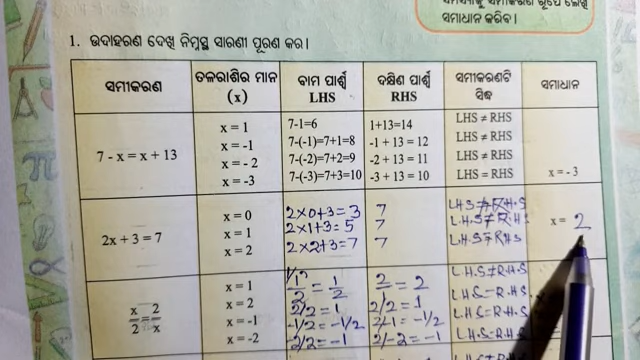 ସମାଧାନ କରିବା ।
1. ଉଦାହରଣ ଦେଖି ନିମ୍ନସ୍ଥ ସାରଣୀ ପୂରଣ କର ।
ସମୀକରଣ ତଳରାଶିର ମାନ (x) ବାମ ପାର୍ଶ୍ଵ LHS ଦକ୍ଷିଣ ପାର୍ଶ୍ଵ RHS ସମୀକରଣଟି ସିଦ୍ଧ ସମାଧାନ
7 - x = x + 13
x = 1 7-1=6 1+13=14 LHS ≠ RHS
x = -1 7-(-1)=7+1=8 -1 + 13 = 12 LHS ≠ RHS
x = - 2 7-(-2)=7+2=9 -2 + 13 = 11 LHS ≠ RHS
x = -3 7-(-3)=7+3=10 -3 + 13 = 10 LHS = RHS x = - 3
2x + 3 = 7
x = 0 2×0+3=3 7 L.H.S≠R.H.S
x = 1 2×1+3=5 7 L.H.S≠R.H.S x = 2
x = 2 2×2+3=7 7
x/2 = 2/x
x = 1 1/2 = 1/2 2/1 = 2 L.H.S≠R.H.S
x = 2 2/2=1 2/2=1 L.H.S=R.H.S
x = -1 -1/2=-1/2
x = -2 -2/2=-1 2/-2=-1 L.H.S=R.H.S